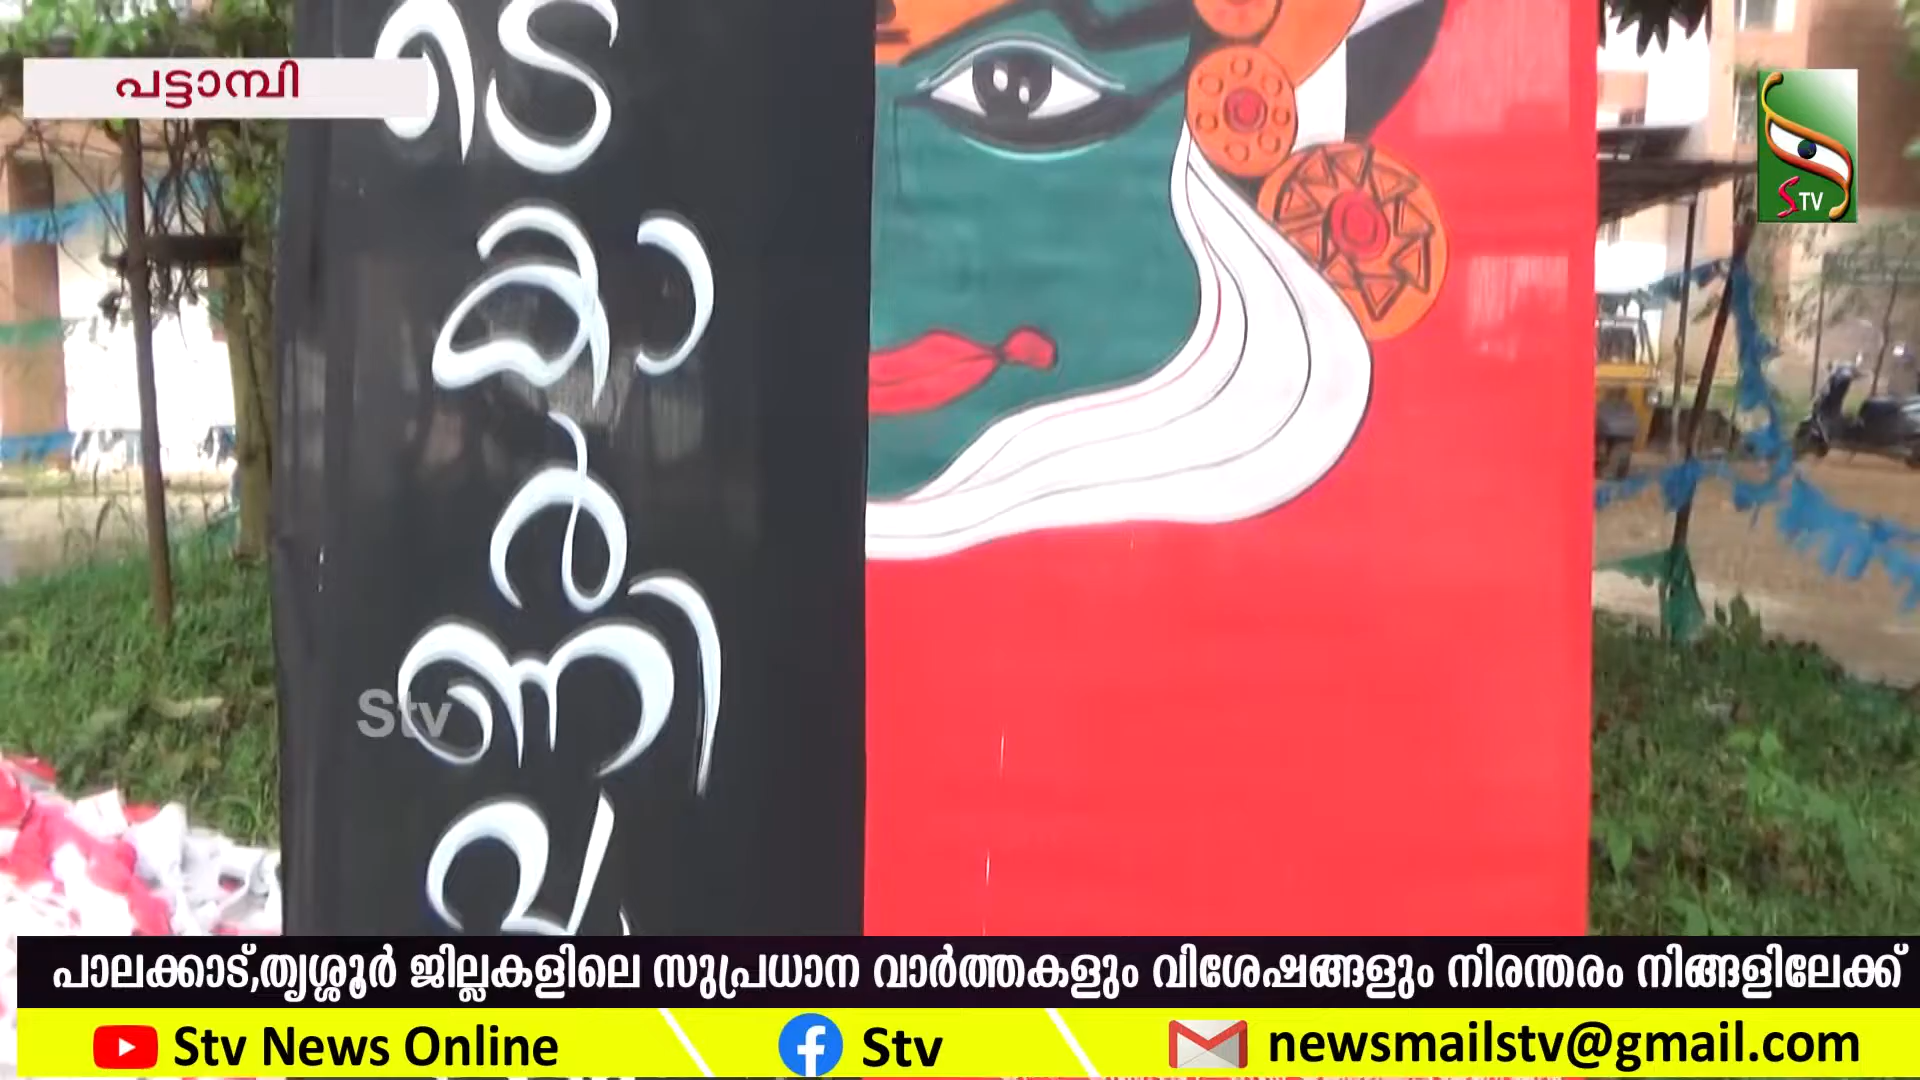 പട്ടാമ്പി
STV
ടെ
ക്രാ
ര
ണി
Stv
പാലക്കാട്,തൃശ്ശൂർ ജില്ലകളിലെ സുപ്രധാന വാർത്തകളും വിശേഷങ്ങളും നിരന്തരം നിങ്ങളിലേക്ക്
Stv News Online
Stv
newsmailstv@gmail.com